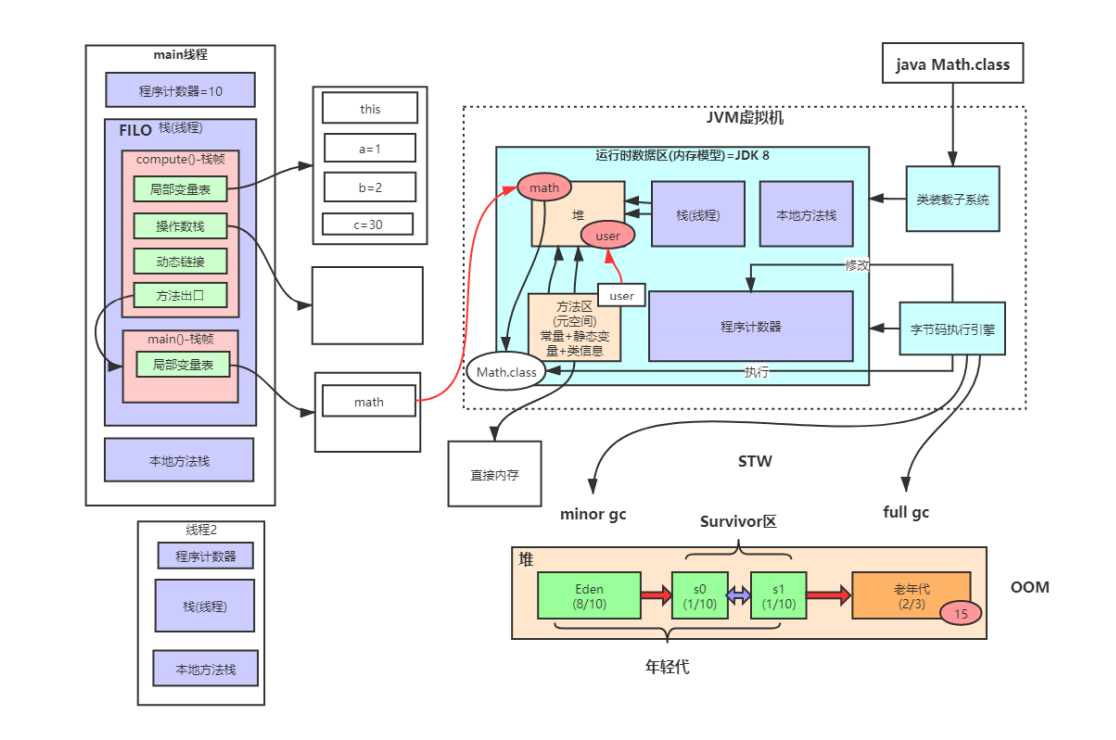 main线程
程序计数器=10
FILO
栈(线程)
compute()-栈帧
局部变量表
操作数栈
动态链接
方法出口
main()-栈帧
局部变量表
本地方法栈
this
a=1
b=2
c=30
math
线程2
程序计数器
栈(线程)
本地方法栈
java Math.class
JVM虚拟机
运行时数据区(内存模型)=JDK 8
math
堆
user
栈(线程)
本地方法栈
类装载子系统
修改
user
方法区
(元空间)
常量+静态变
量+类信息
程序计数器
字节码执行引擎
Math.class
执行
直接内存
STW
minor gc
full gc
Survivor区
堆
Eden
(8/10)
s0
(1/10)
s1
(1/10)
老年代
(2/3)
15
OOM
年轻代